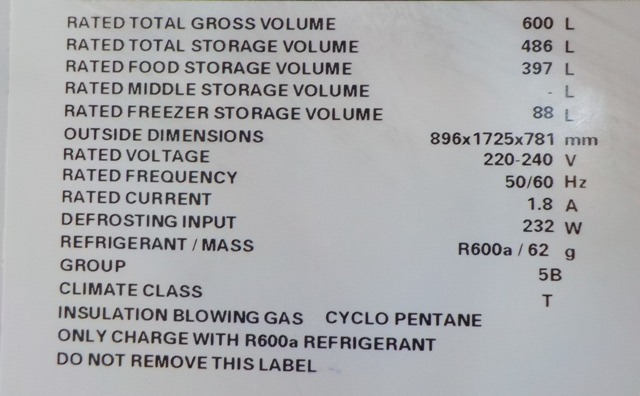 RATED TOTAL GROSS VOLUME 600 L
RATED TOTAL STORAGE VOLUME 486 L
RATED FOOD STORAGE VOLUME 397 L
RATED MIDDLE STORAGE VOLUME - L
RATED FREEZER STORAGE VOLUME 88 L
OUTSIDE DIMENSIONS 896x1725x781 mm
RATED VOLTAGE 220-240 V
RATED FREQUENCY 50/60 Hz
RATED CURRENT 1.8 A
DEFROSTING INPUT 232 W
REFRIGERANT / MASS R600a / 62 g
GROUP 5B
CLIMATE CLASS T
INSULATION BLOWING GAS CYCLO PENTANE
ONLY CHARGE WITH R600a REFRIGERANT
DO NOT REMOVE THIS LABEL